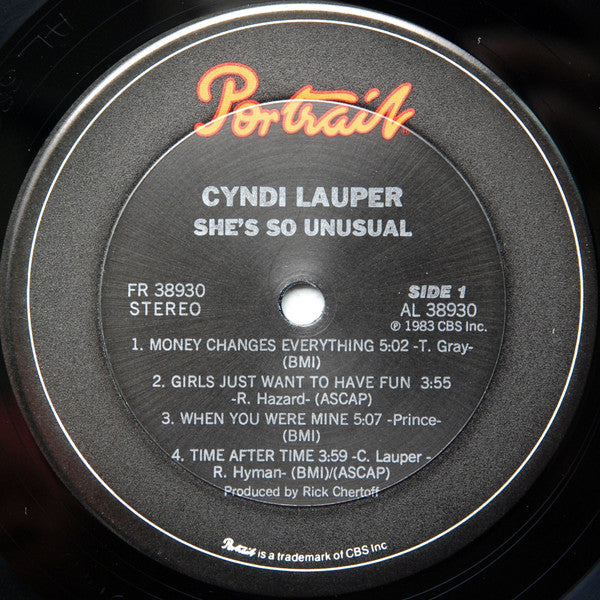 Portrait
CYNDI LAUPER
SHE'S SO UNUSUAL
FR 38930
STEREO
SIDE 1
AL 38930
℗ 1983 CBS Inc.
1. MONEY CHANGES EVERYTHING 5:02 -T. Gray-
(BMI)
2. GIRLS JUST WANT TO HAVE FUN 3:55
-R. Hazard- (ASCAP)
3. WHEN YOU WERE MINE 5:07 -Prince-
(BMI)
4. TIME AFTER TIME 3:59 -C. Lauper -
R. Hyman- (BMI)/(ASCAP)
Produced by Rick Chertoff
Portrait is a trademark of CBS Inc